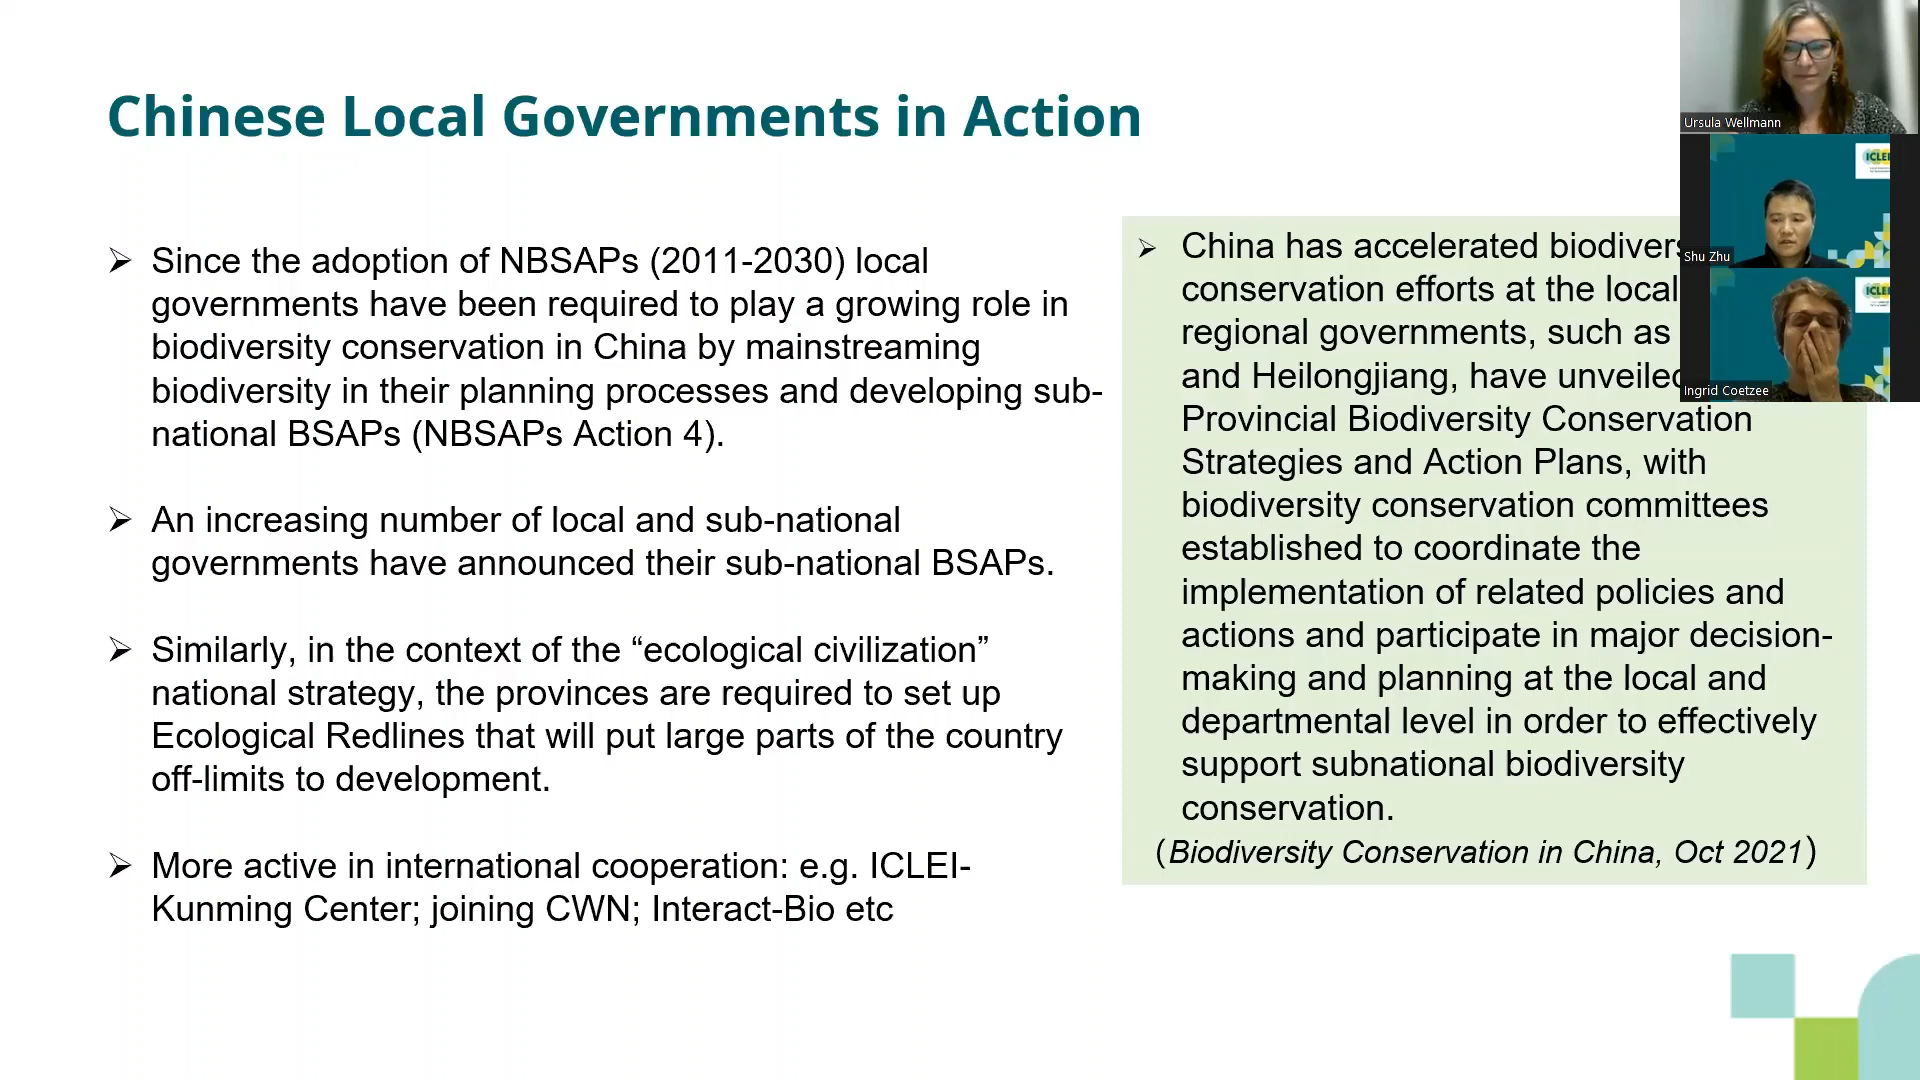 Chinese Local Governments in Action
➢ Since the adoption of NBSAPs (2011-2030) local
governments have been required to play a growing role in
biodiversity conservation in China by mainstreaming
biodiversity in their planning processes and developing sub-
national BSAPs (NBSAPs Action 4).
➢ An increasing number of local and sub-national
governments have announced their sub-national BSAPs.
➢ Similarly, in the context of the “ecological civilization”
national strategy, the provinces are required to set up
Ecological Redlines that will put large parts of the country
off-limits to development.
➢ More active in international cooperation: e.g. ICLEI-
Kunming Center; joining CWN; Interact-Bio etc
➢ China has accelerated
conservation efforts at the local
regional governments, such as
and Heilongjiang, have
Provincial Biodiversity Conservation
Strategies and Action Plans, with
biodiversity conservation committees
established to coordinate the
implementation of related policies and
actions and participate in major decision-
making and planning at the local and
departmental level in order to effectively
support subnational biodiversity
conservation.
(Biodiversity Conservation in China, Oct 2021)
Ursula Wellmann
Shu Zhu
Ingrid Coetzee